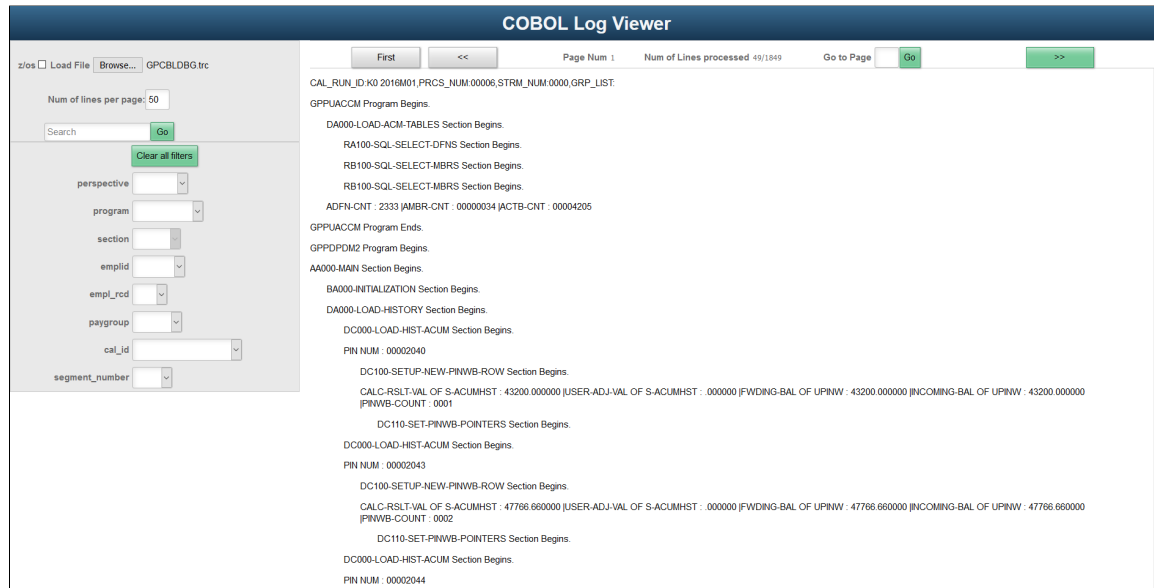 COBOL Log Viewer
z/os Load File Browse... GPCBLDBG.trc
Num of lines per page: 50
Search Go
Clear all filters
perspective
program
section
emplid
empl_rcd
paygroup
cal_id
segment_number
First << Page Num 1 Num of Lines processed 49/1849 Go to Page Go >>
CAL_RUN_ID:K0 2016M01,PRCS_NUM:00006,STRM_NUM:0000,GRP_LIST:
GPPUACCM Program Begins.
DA000-LOAD-ACM-TABLES Section Begins.
RA100-SQL-SELECT-DFNS Section Begins.
RB100-SQL-SELECT-MBRS Section Begins.
RB100-SQL-SELECT-MBRS Section Begins.
ADFN-CNT : 2333 |AMBR-CNT : 00000034 |ACTB-CNT : 00004205
GPPUACCM Program Ends.
GPPDPDM2 Program Begins.
AA000-MAIN Section Begins.
BA000-INITIALIZATION Section Begins.
DA000-LOAD-HISTORY Section Begins.
DC000-LOAD-HIST-ACUM Section Begins.
PIN NUM : 00002040
DC100-SETUP-NEW-PINWB-ROW Section Begins.
CALC-RSLT-VAL OF S-ACUMHST : 43200.000000 |USER-ADJ-VAL OF S-ACUMHST : .000000 |FWDING-BAL OF UPINW : 43200.000000 |INCOMING-BAL OF UPINW : 43200.000000
|PINWB-COUNT : 0001
DC110-SET-PINWB-POINTERS Section Begins.
DC000-LOAD-HIST-ACUM Section Begins.
PIN NUM : 00002043
DC100-SETUP-NEW-PINWB-ROW Section Begins.
CALC-RSLT-VAL OF S-ACUMHST : 47766.660000 |USER-ADJ-VAL OF S-ACUMHST : .000000 |FWDING-BAL OF UPINW : 47766.660000 |INCOMING-BAL OF UPINW : 47766.660000
|PINWB-COUNT : 0002
DC110-SET-PINWB-POINTERS Section Begins.
DC000-LOAD-HIST-ACUM Section Begins.
PIN NUM : 00002044